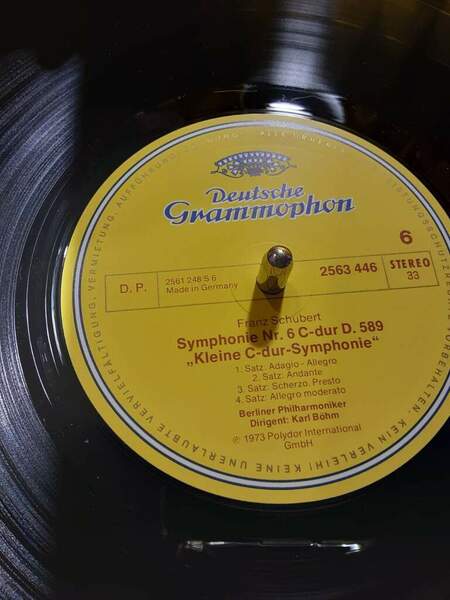 Deutsche
Grammophon
6
D. P.
2561 248 S 6
Made in Germany
2563 446
STEREO
33
Franz Schubert
Symphonie Nr. 6 C-dur D. 589
„Kleine C-dur-Symphonie"
1. Satz: Adagio - Allegro
2. Satz: Andante
3. Satz: Scherzo. Presto
4. Satz: Allegro moderato
Berliner Philharmoniker
Dirigent: Karl Böhm
℗ 1973 Polydor International
GmbH
KEIN VERLEIH! KEINE UNERLAUBTE VERVIELFÄLTIGUNG, VERMIETUNG, AUFFÜHRUNG